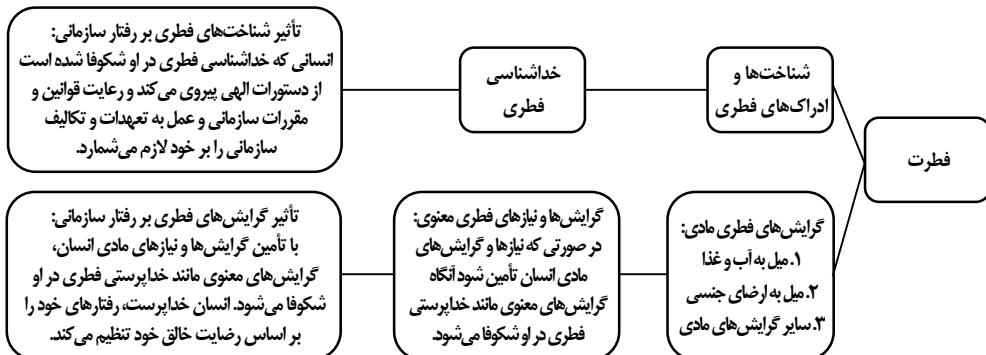 فطرت
شناخت‌ها و
ادراک‌های فطری
خداشناسی
فطری
تأثیر شناخت‌های فطری بر رفتار سازمانی:
انسانی که خداشناسی فطری در او شکوفا شده است
از دستورات الهی پیروی می‌کند و رعایت قوانین و
مقررات سازمانی و عمل به تعهدات و تکالیف
سازمانی را بر خود لازم می‌شمارد.
گرایش‌های فطری مادی:
۱. میل به آب و غذا
۲. میل به ارضای جنسی
۳. سایر گرایش‌های مادی
گرایش‌ها و نیازهای فطری معنوی:
در صورتی که نیازها و گرایش‌های
مادی انسان تأمین شود آنگاه
گرایش‌های معنوی مانند خداپرستی
فطری در او شکوفا می‌شود.
تأثیر گرایش‌های فطری بر رفتار سازمانی:
با تأمین گرایش‌ها و نیازهای مادی انسان،
گرایش‌های معنوی مانند خداپرستی فطری در او
شکوفا می‌شود. انسان خداپرست، رفتارهای خود را
بر اساس رضایت خالق خود تنظیم می‌کند.